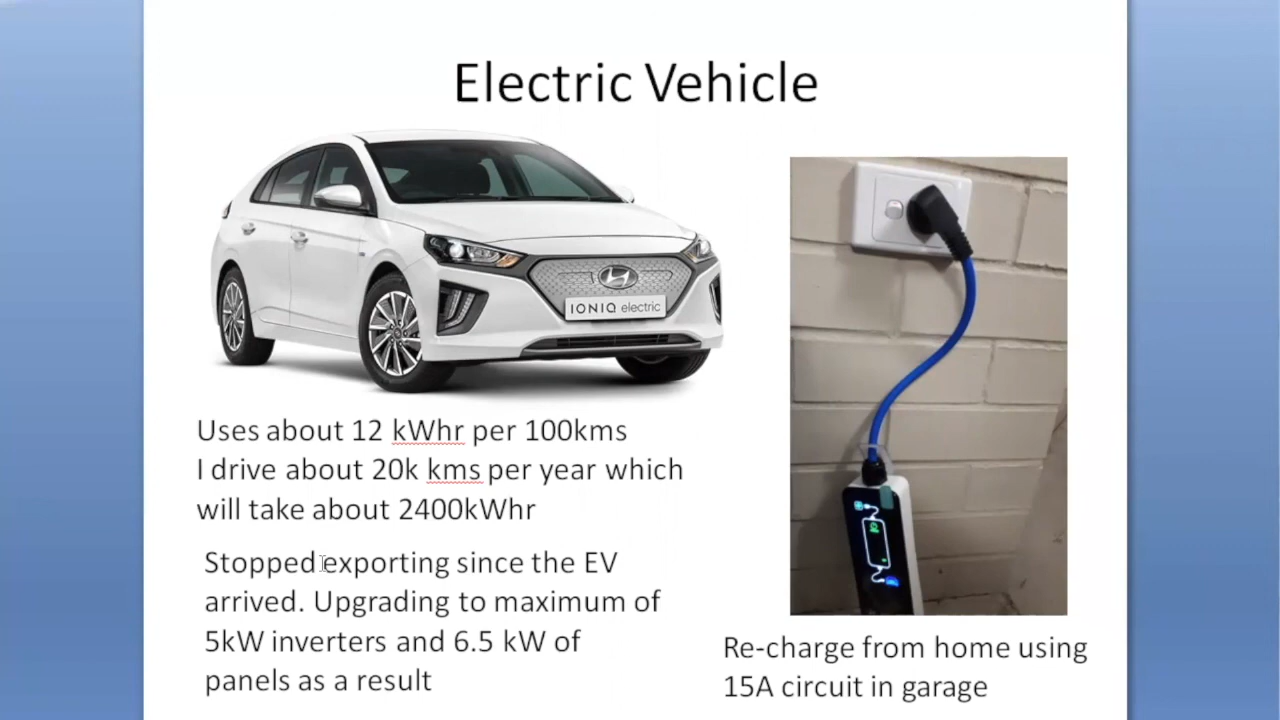 Electric Vehicle
IONIQ electric
Uses about 12 kWhr per 100kms
I drive about 20k kms per year which
will take about 2400kWhr
Stopped exporting since the EV
arrived. Upgrading to maximum of
5kW inverters and 6.5 kW of
panels as a result
Re-charge from home using
15A circuit in garage